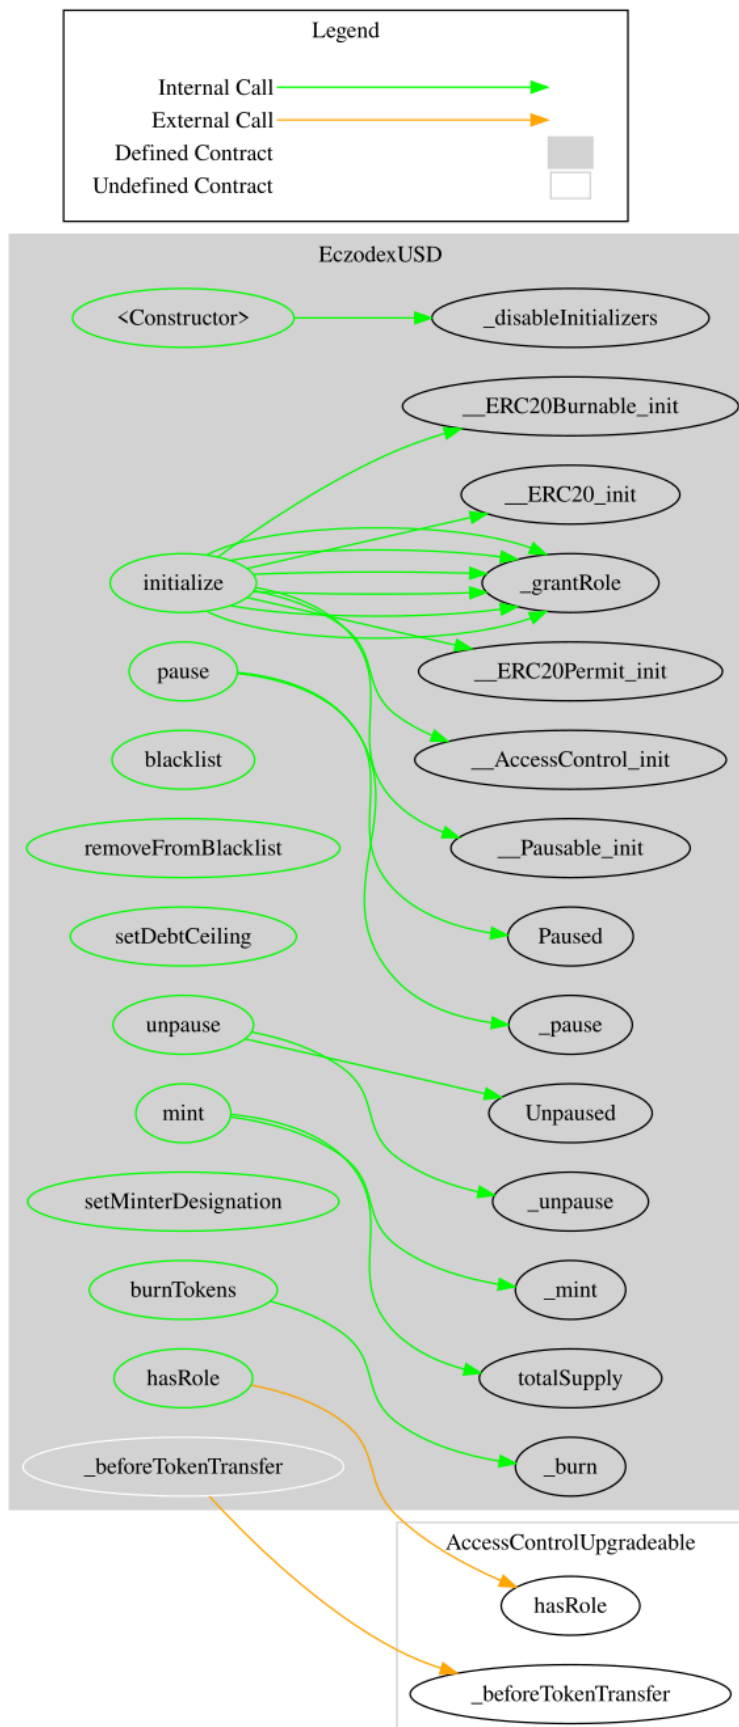 Legend
Internal Call
External Call
Defined Contract
Undefined Contract
EczodexUSD
<Constructor>
_disableInitializers
__ERC20Burnable_init
__ERC20_init
initialize
_grantRole
pause
__ERC20Permit_init
blacklist
__AccessControl_init
removeFromBlacklist
__Pausable_init
setDebtCeiling
Paused
unpause
_pause
mint
Unpaused
setMinterDesignation
_unpause
burnTokens
_mint
hasRole
totalSupply
_beforeTokenTransfer
_burn
AccessControlUpgradeable
hasRole
_beforeTokenTransfer